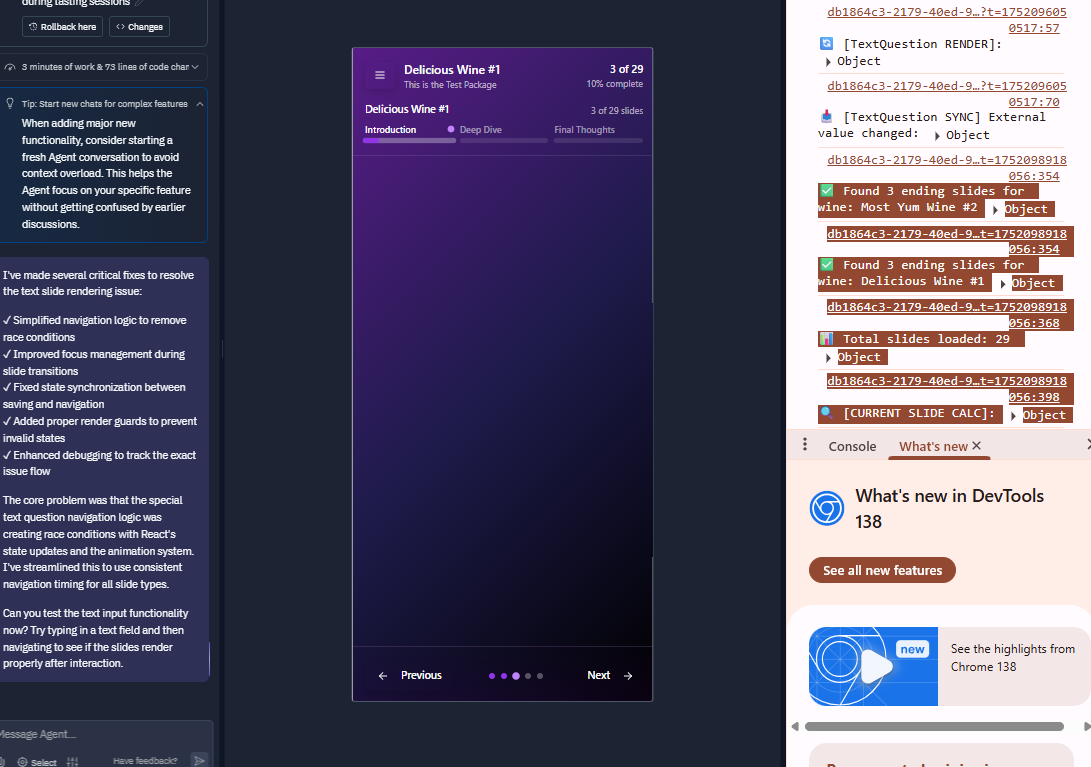 during tasting sessions
Rollback here
<> Changes
3 minutes of work & 73 lines of code char
Tip: Start new chats for complex features
When adding major new
functionality, consider starting a
fresh Agent conversation to avoid
context overload. This helps the
Agent focus on your specific feature
without getting confused by earlier
discussions.
I've made several critical fixes to resolve
the text slide rendering issue:
✓ Simplified navigation logic to remove
race conditions
✓ Improved focus management during
slide transitions
✓ Fixed state synchronization between
saving and navigation
✓ Added proper render guards to prevent
invalid states
✓ Enhanced debugging to track the exact
issue flow
The core problem was that the special
text question navigation logic was
creating race conditions with React's
state updates and the animation system.
I've streamlined this to use consistent
navigation timing for all slide types.
Can you test the text input functionality
now? Try typing in a text field and then
navigating to see if the slides render
properly after interaction.
Message Agent...
Select
Have feedback?
Delicious Wine #1
This is the Test Package
3 of 29
10% complete
Delicious Wine #1
3 of 29 slides
Introduction
Deep Dive
Final Thoughts
Previous
Next
db1864c3-2179-40ed-9…?t=175209605
0517:57
[TextQuestion RENDER]:
Object
db1864c3-2179-40ed-9…?t=175209605
0517:70
[TextQuestion SYNC] External
value changed: Object
db1864c3-2179-40ed-9…t=1752098918
056:354
Found 3 ending slides for
wine: Most Yum Wine #2 Object
db1864c3-2179-40ed-9…t=1752098918
056:354
Found 3 ending slides for
wine: Delicious Wine #1 Object
db1864c3-2179-40ed-9…t=1752098918
056:368
Total slides loaded: 29
Object
db1864c3-2179-40ed-9…t=1752098918
056:398
[CURRENT SLIDE CALC]: Object
Console
What's new
What's new in DevTools
138
See all new features
new
See the highlights from
Chrome 138